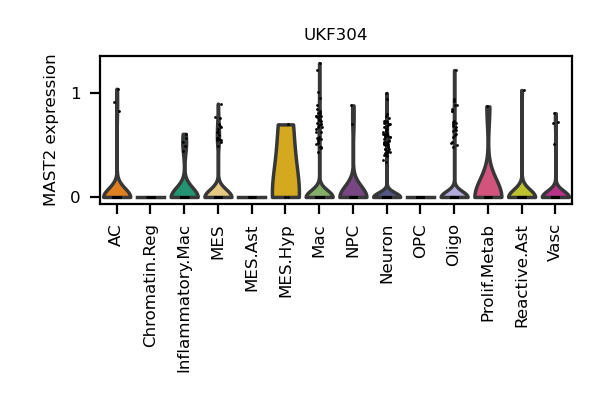 UKF304
MAST2 expression
1
0
AC
Chromatin.Reg
Inflammatory.Mac
MES
MES.Ast
MES.Hyp
Mac
NPC
Neuron
OPC
Oligo
Prolif.Metab
Reactive.Ast
Vasc